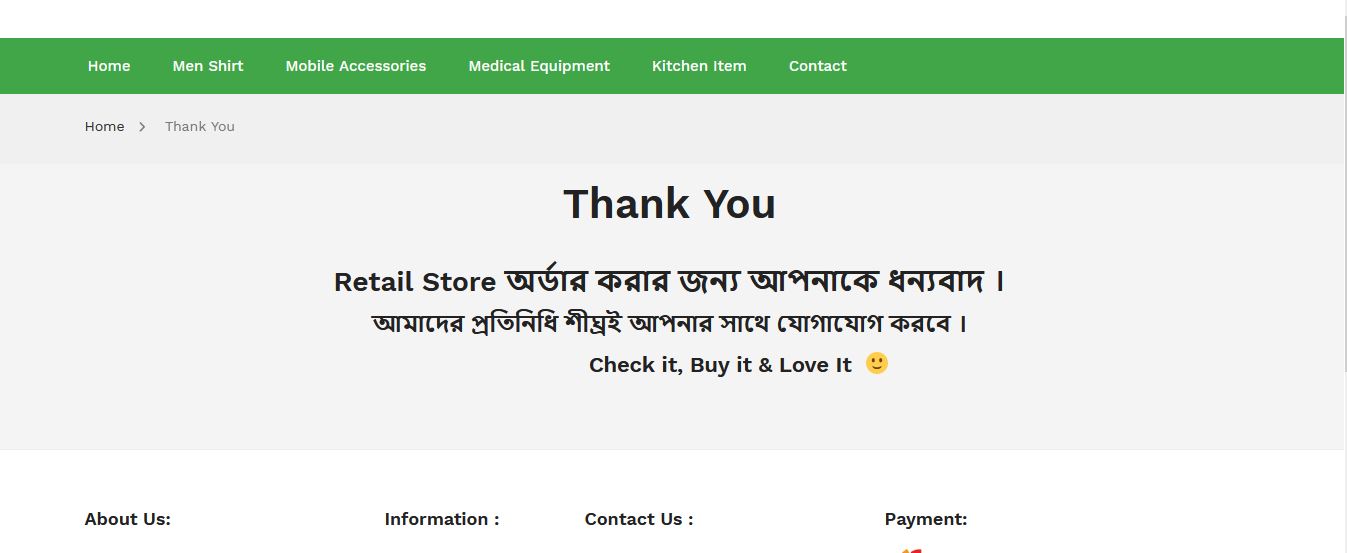 Home Men Shirt Mobile Accessories Medical Equipment Kitchen Item Contact
Home > Thank You
Thank You
Retail Store অর্ডার করার জন্য আপনাকে ধন্যবাদ ।
আমাদের প্রতিনিধি শীঘ্রই আপনার সাথে যোগাযোগ করবে ।
Check it, Buy it & Love It 🙂
About Us: Information : Contact Us : Payment: